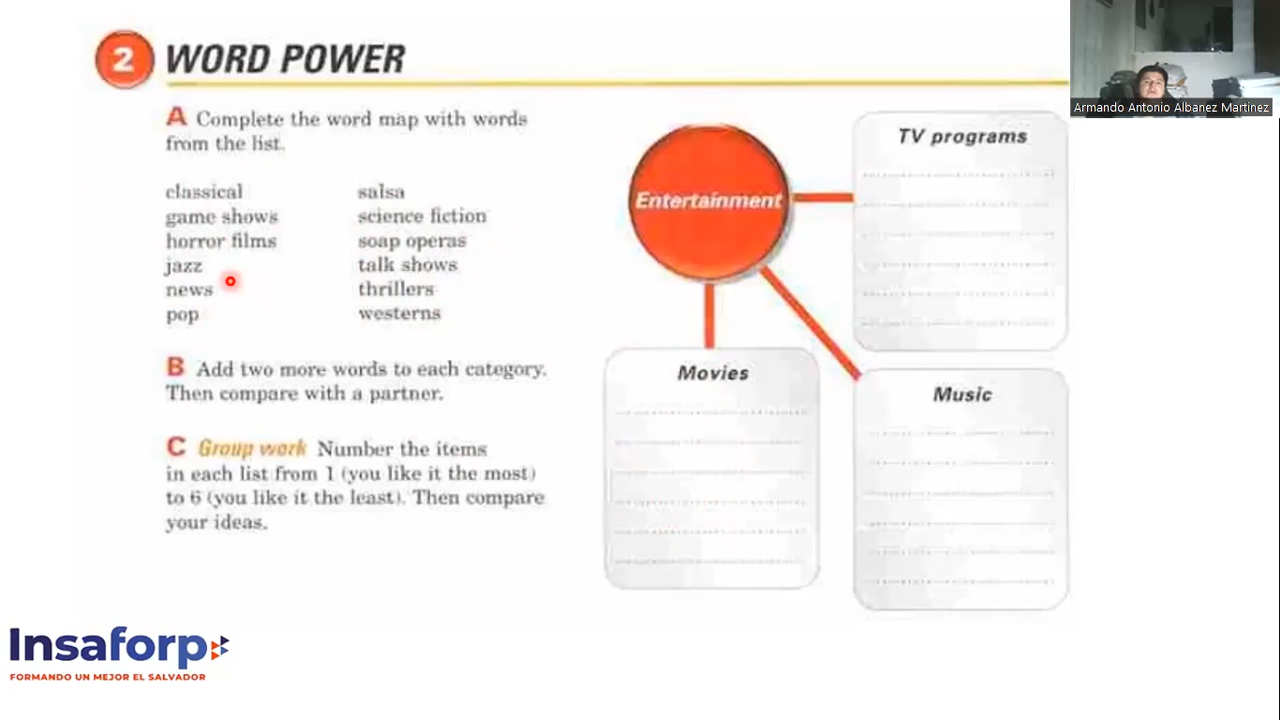 2 WORD POWER
A Complete the word map with words
from the list.
classical
game shows
horror films
jazz
news
pop
salsa
science fiction
soap operas
talk shows
thrillers
westerns
B Add two more words to each category.
Then compare with a partner.
C Group work Number the items
in each list from 1 (you like it the most)
to 6 (you like it the least). Then compare
your ideas.
Entertainment
TV programs
Movies
Music
Armando Antonio Albanez Martinez
Insaforp
FORMANDO UN MEJOR EL SALVADOR